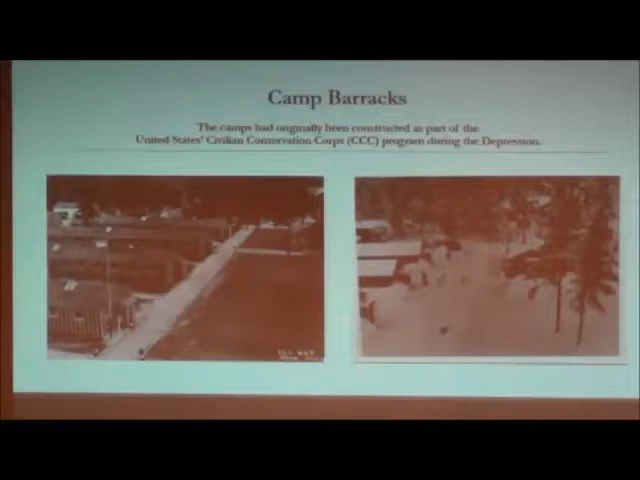 Camp Barracks
The camps had originally been constructed as part of the
United States' Civilian Conservation Corps (CCC) program during the Depression.